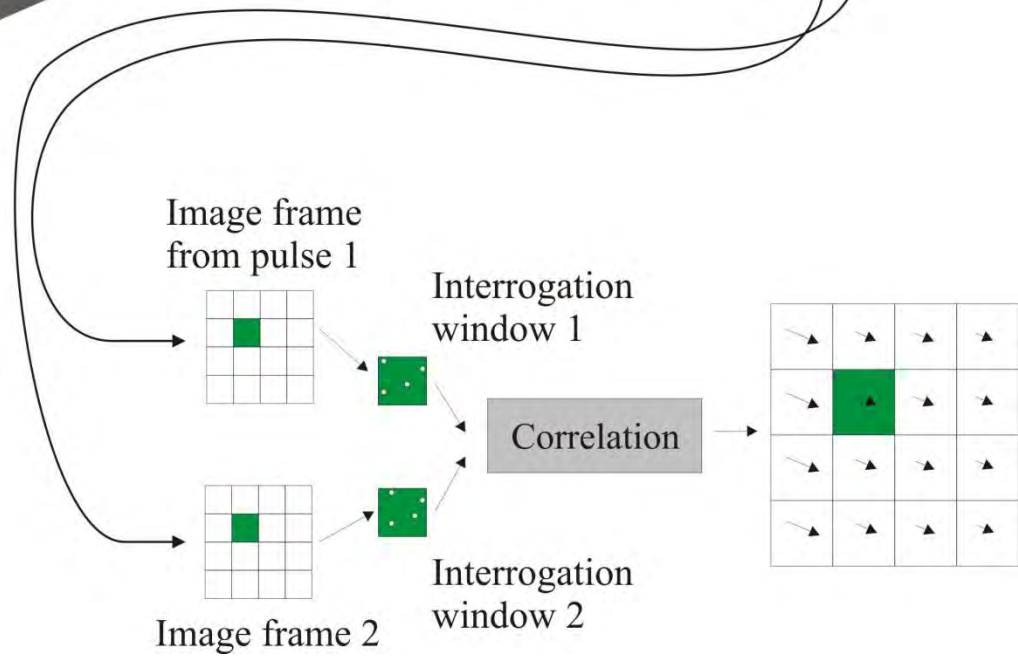 Image frame
from pulse 1
Interrogation
window 1
Correlation
Interrogation
window 2
Image frame 2